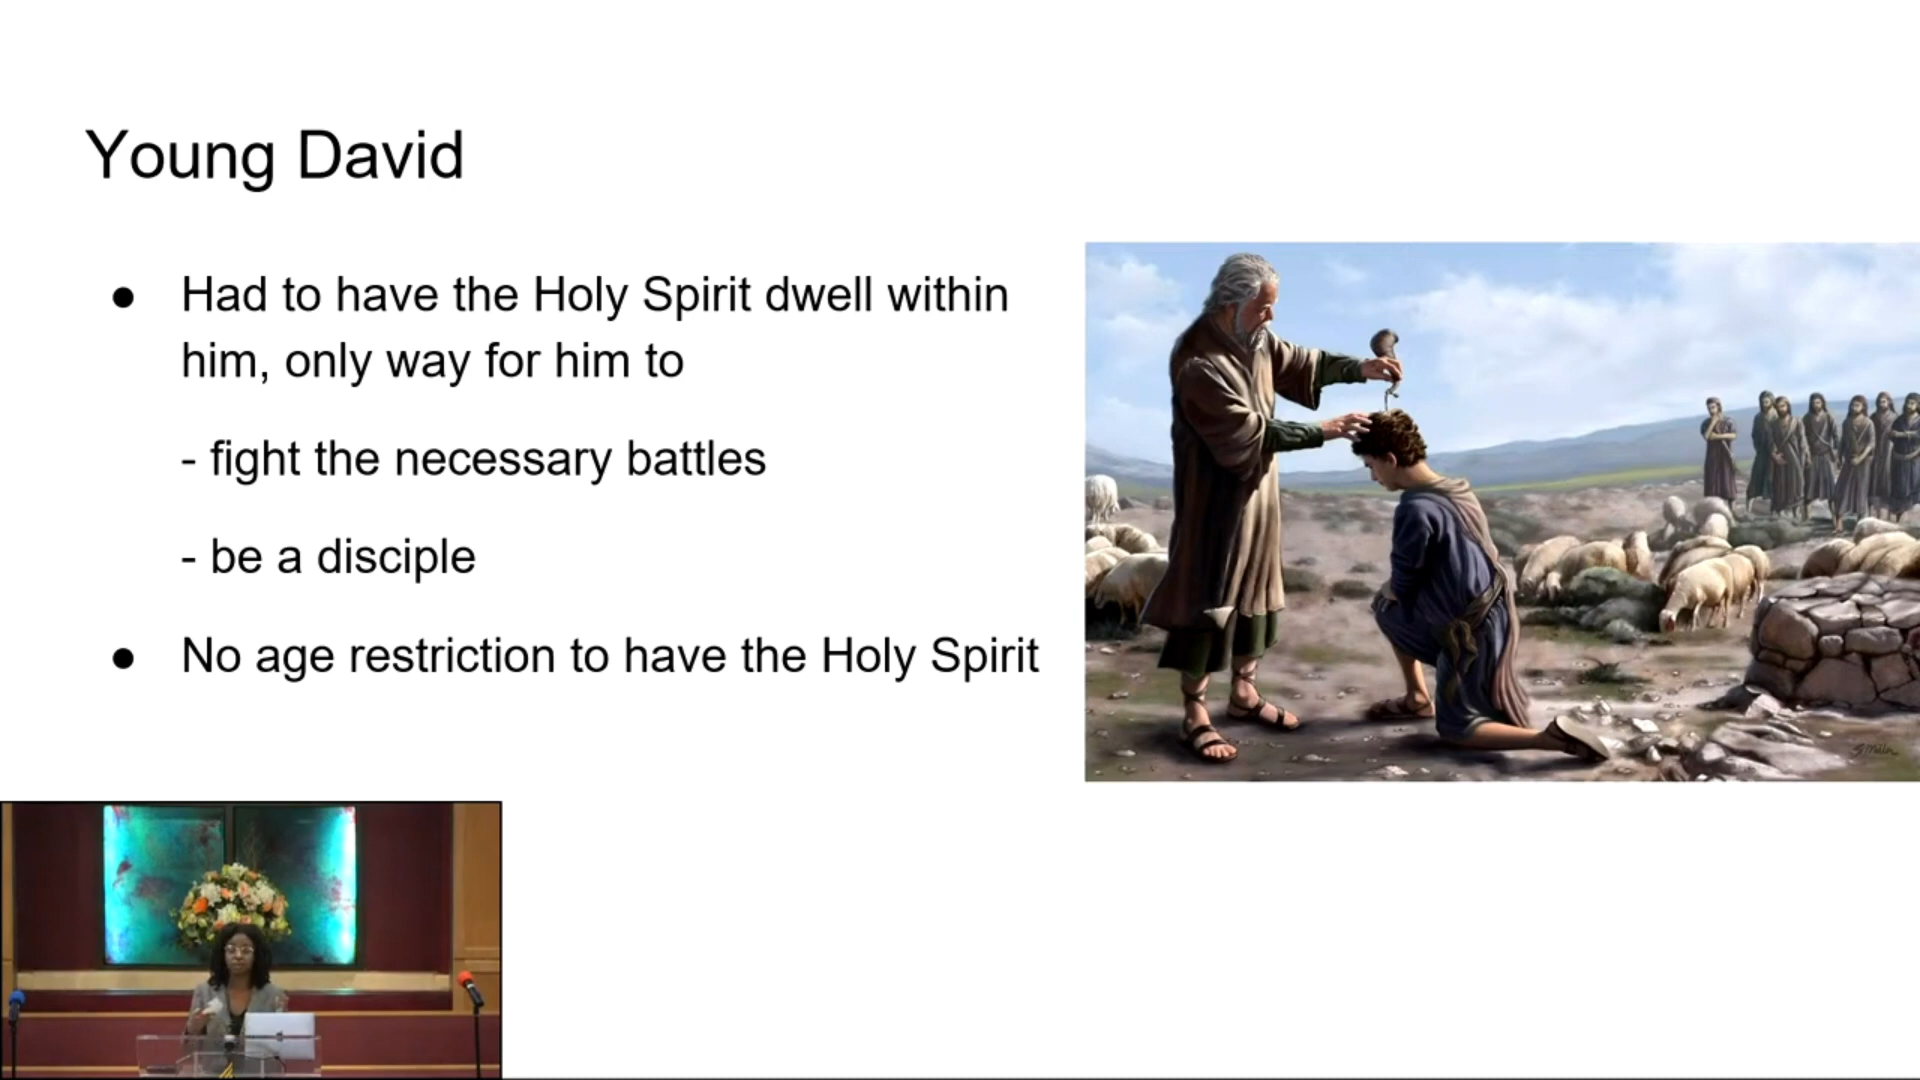 Young David
● Had to have the Holy Spirit dwell within
him, only way for him to
- fight the necessary battles
- be a disciple
● No age restriction to have the Holy Spirit